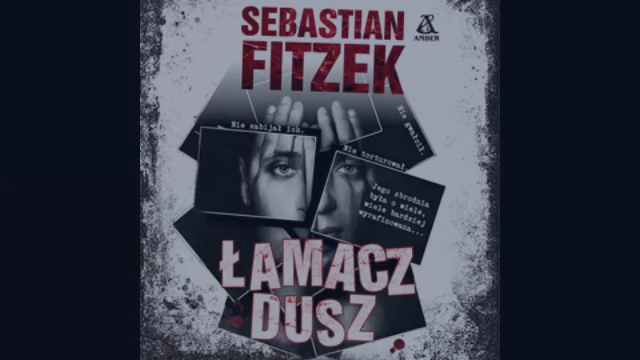 SEBASTIAN
FITZEK
AMBER
Nie zabijał ich.
Nie gwałcił.
Nie torturował.
Jego zbrodnia
była o wiele,
wiele bardziej
wyrafinowana...
ŁAMACZ
DUSZ